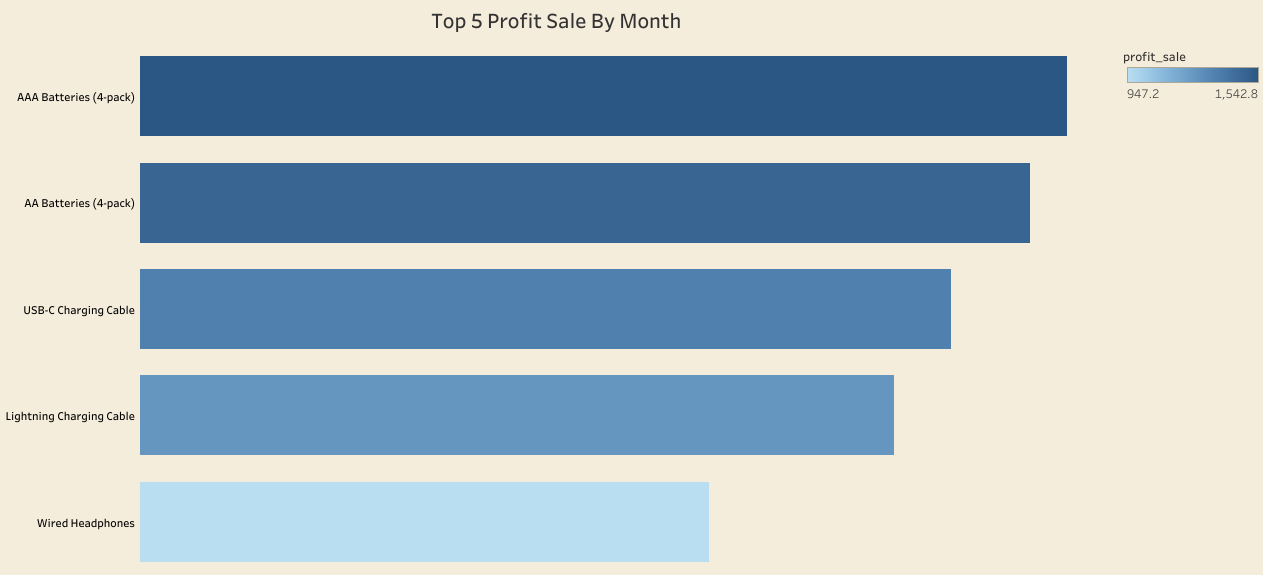 Top 5 Profit Sale By Month
profit_sale
947.2 1,542.8
AAA Batteries (4-pack)
AA Batteries (4-pack)
USB-C Charging Cable
Lightning Charging Cable
Wired Headphones